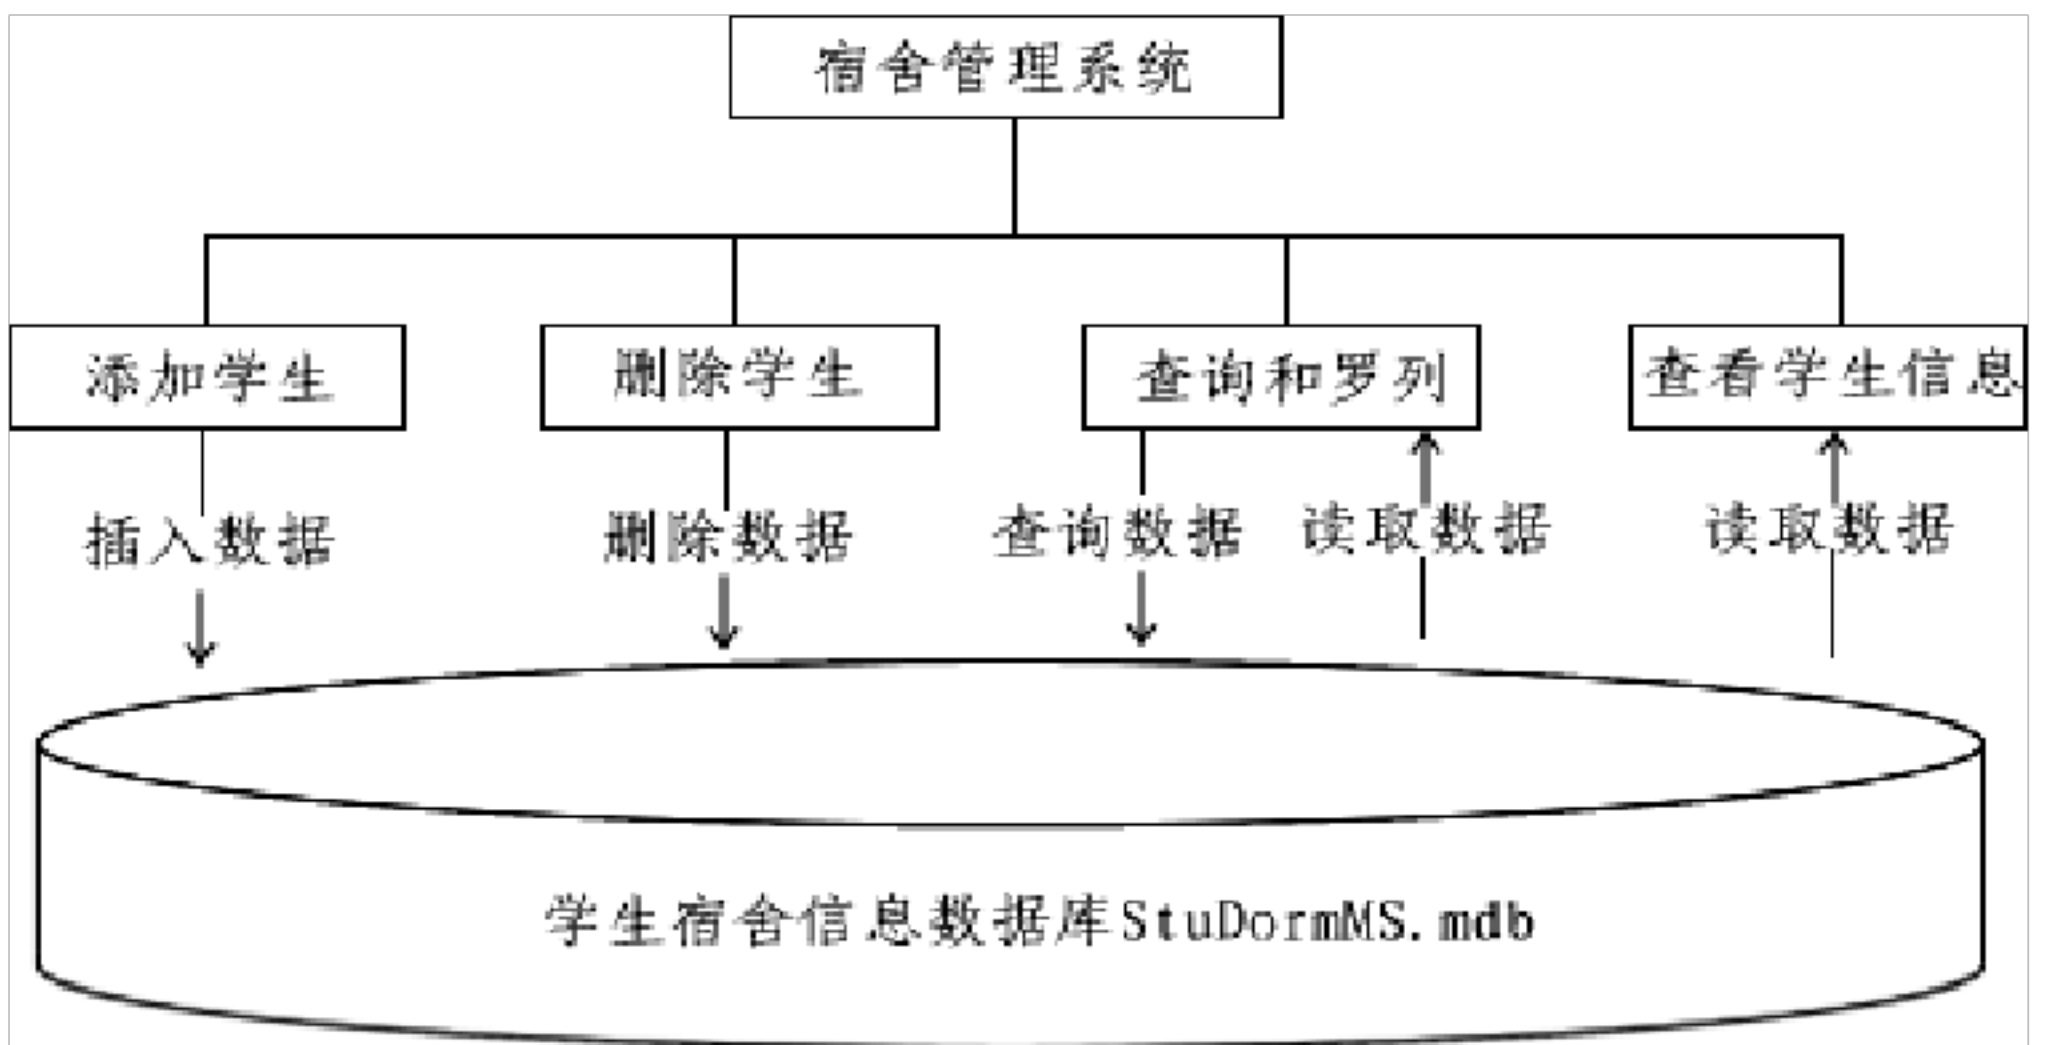 宿舍管理系统
添加学生
删除学生
查询和罗列
查看学生信息
插入数据
删除数据
查询数据
读取数据
读取数据
学生宿舍信息数据库StuDormMS.mdb